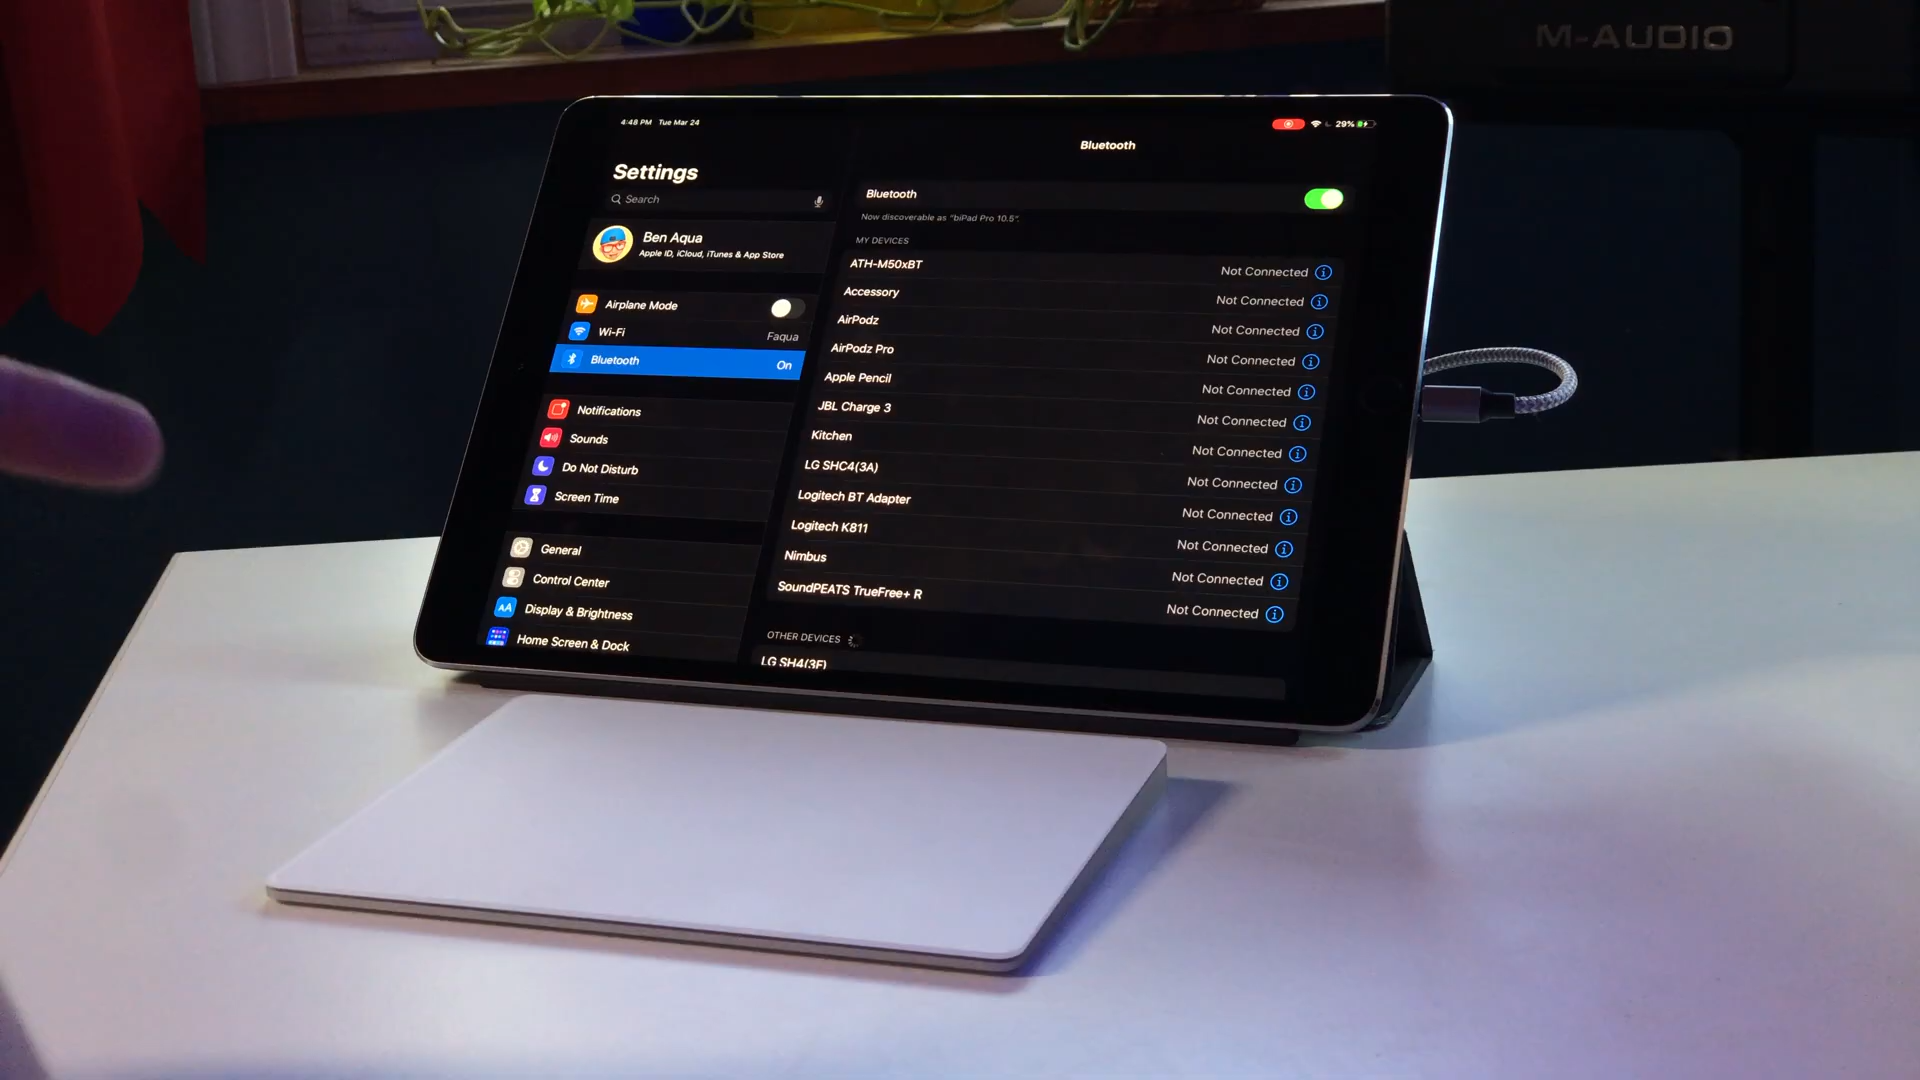 M-AUDIO
4:48 PM Tue Mar 24
29%
Settings
Search
Ben Aqua
Apple ID, iCloud, iTunes & App Store
Airplane Mode
Wi-Fi Faqua
Bluetooth On
Notifications
Sounds
Do Not Disturb
Screen Time
General
Control Center
AA Display & Brightness
Home Screen & Dock
Bluetooth
Bluetooth
Now discoverable as "biPad Pro 10.5".
MY DEVICES
ATH-M50xBT Not Connected
Accessory Not Connected
AirPodz Not Connected
AirPodz Pro Not Connected
Apple Pencil Not Connected
JBL Charge 3 Not Connected
Kitchen Not Connected
LG SHC4(3A) Not Connected
Logitech BT Adapter Not Connected
Logitech K811 Not Connected
Nimbus Not Connected
SoundPEATS TrueFree+ R Not Connected
OTHER DEVICES
LG SH4(3F)